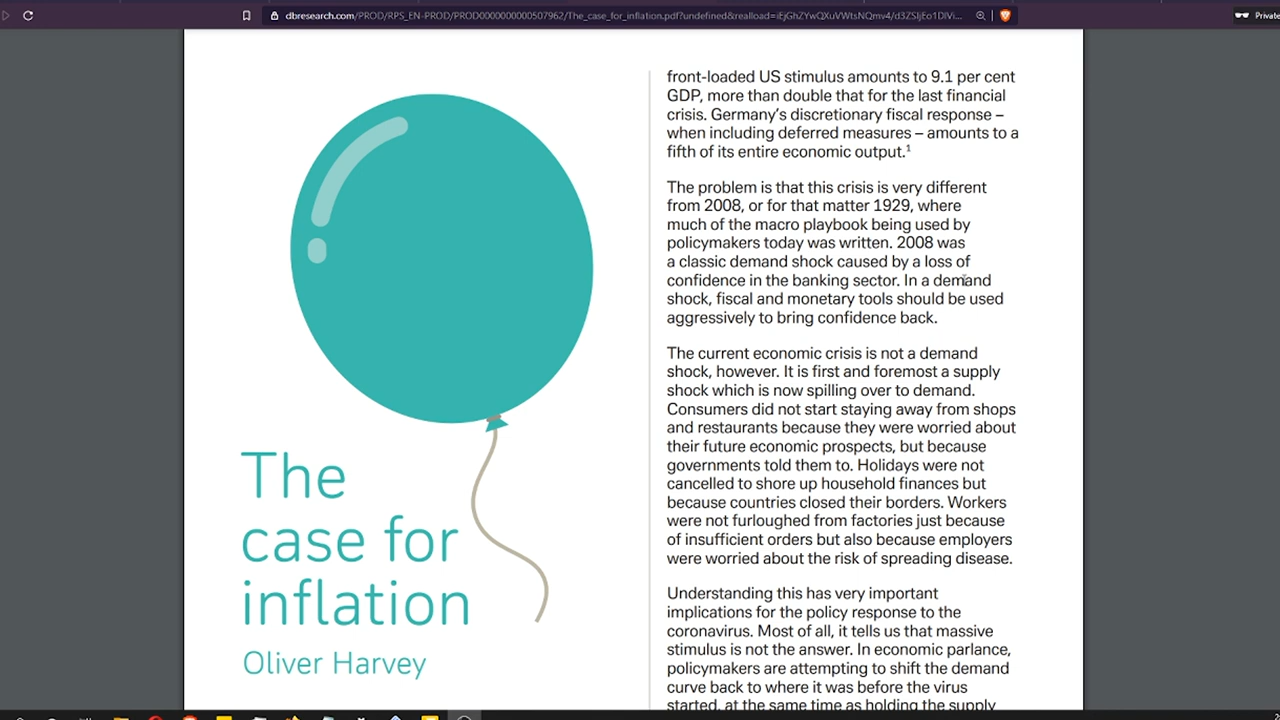 dbresearch.com/PROD/RPS_EN-PROD/PROD0000000000507962/The_case_for_inflation.pdf?undefined&realload=
Private
The
case for
inflation
Oliver Harvey
front-loaded US stimulus amounts to 9.1 per cent
GDP, more than double that for the last financial
crisis. Germany's discretionary fiscal response –
when including deferred measures – amounts to a
fifth of its entire economic output.¹
The problem is that this crisis is very different
from 2008, or for that matter 1929, where
much of the macro playbook being used by
policymakers today was written. 2008 was
a classic demand shock caused by a loss of
confidence in the banking sector. In a demand
shock, fiscal and monetary tools should be used
aggressively to bring confidence back.
The current economic crisis is not a demand
shock, however. It is first and foremost a supply
shock which is now spilling over to demand.
Consumers did not start staying away from shops
and restaurants because they were worried about
their future economic prospects, but because
governments told them to. Holidays were not
cancelled to shore up household finances but
because countries closed their borders. Workers
were not furloughed from factories just because
of insufficient orders but also because employers
were worried about the risk of spreading disease.
Understanding this has very important
implications for the policy response to the
coronavirus. Most of all, it tells us that massive
stimulus is not the answer. In economic parlance,
policymakers are attempting to shift the demand
curve back to where it was before the virus
started, at the same time as holding the supply